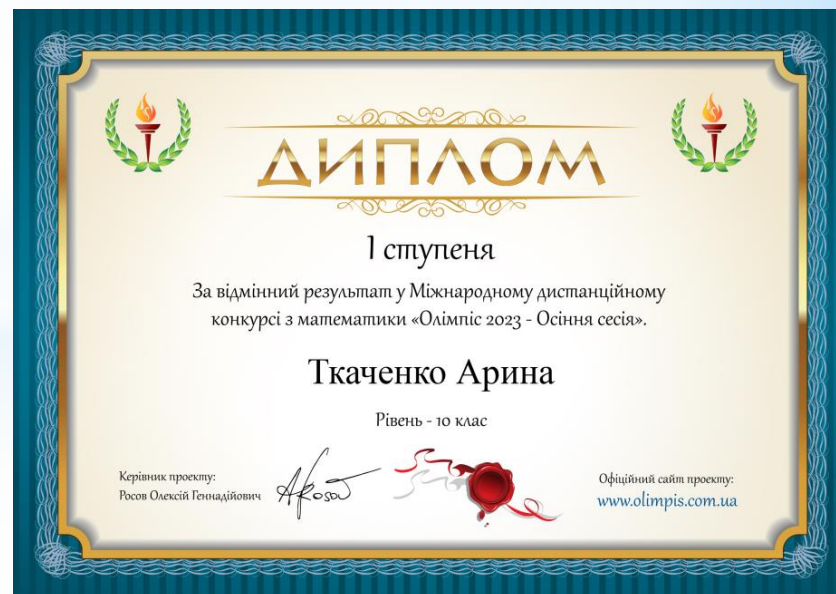 ДИПЛОМ
І ступеня
За відмінний результат у Міжнародному дистанційному
конкурсі з математики «Олімпіс 2023 - Осіння сесія».
Ткаченко Арина
Рівень - 10 клас
Керівник проекту:
Росов Олексій Геннадійович
ARosov
Офіційний сайт проекту:
www.olimpis.com.ua